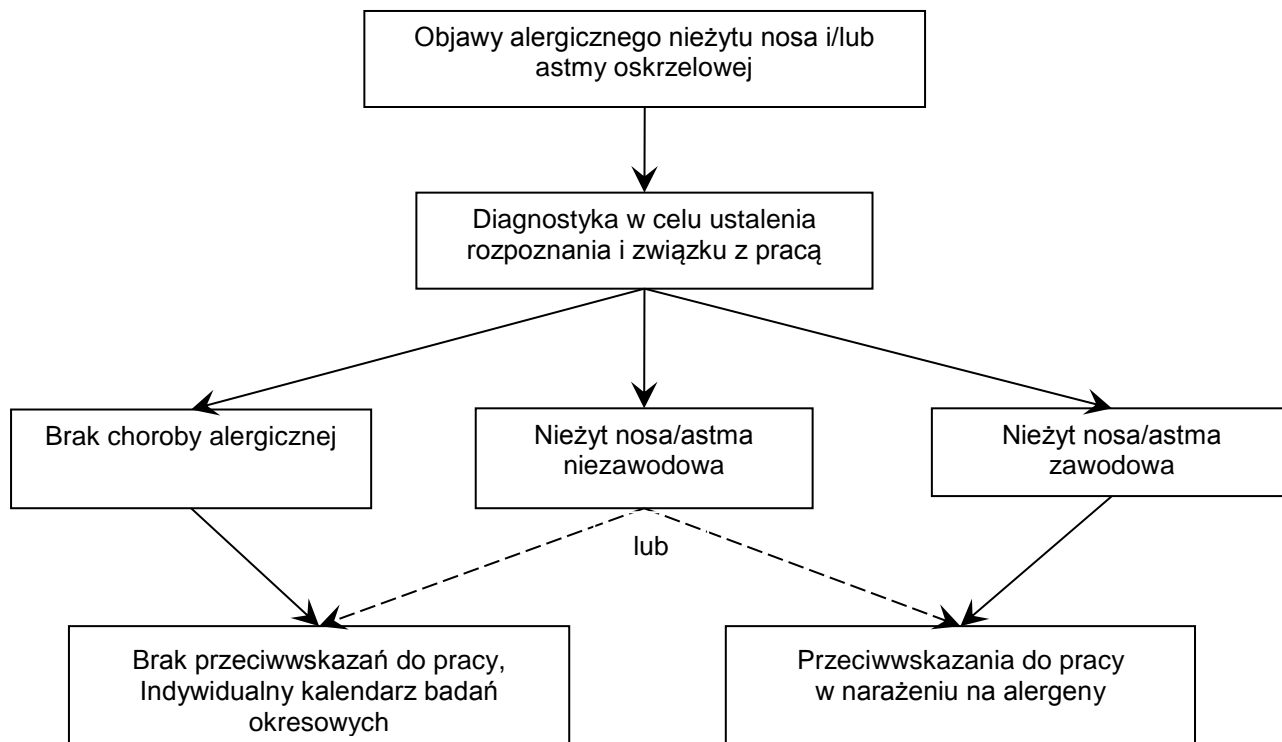 Objawy alergicznego nieżytu nosa i/lub
astmy oskrzelowej
Diagnostyka w celu ustalenia
rozpoznania i związku z pracą
Brak choroby alergicznej
Nieżyt nosa/astma
niezawodowa
Nieżyt nosa/astma
zawodowa
lub
Brak przeciwwskazań do pracy,
Indywidualny kalendarz badań
okresowych
Przeciwwskazania do pracy
w narażeniu na alergeny